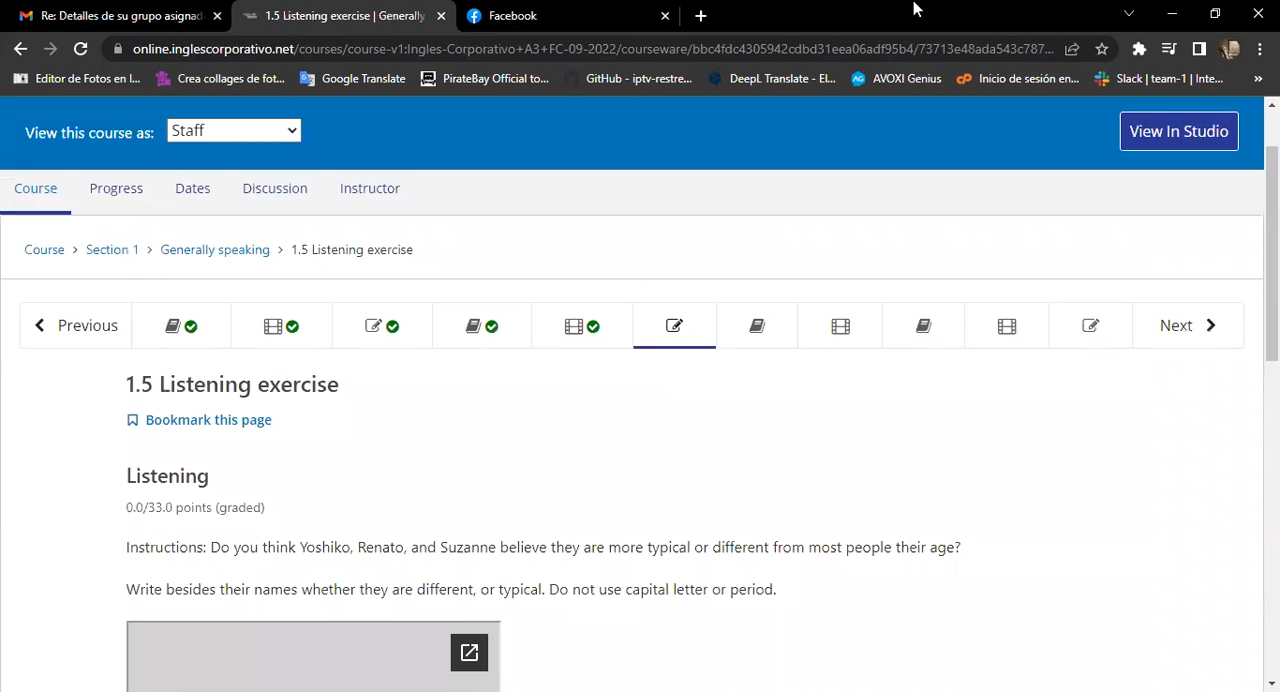 Re: Detalles de su grupo asignad
1.5 Listening exercise | Generally
Facebook
online.inglescorporativo.net/courses/course-v1:Ingles-Corporativo+A3+FC-09-2022/courseware/bbc4fdc4305942cdbd31eea06adf95b4/73713e48ada543c787...
Editor de Fotos en l...
Crea collages de fot...
Google Translate
PirateBay Official to...
GitHub - iptv-restre...
DeepL Translate - El...
AVOXI Genius
Inicio de sesión en...
Slack | team-1 | Inte...
View this course as:
Staff
View In Studio
Course
Progress
Dates
Discussion
Instructor
Course > Section 1 > Generally speaking > 1.5 Listening exercise
Previous
Next
1.5 Listening exercise
Bookmark this page
Listening
0.0/33.0 points (graded)
Instructions: Do you think Yoshiko, Renato, and Suzanne believe they are more typical or different from most people their age?
Write besides their names whether they are different, or typical. Do not use capital letter or period.